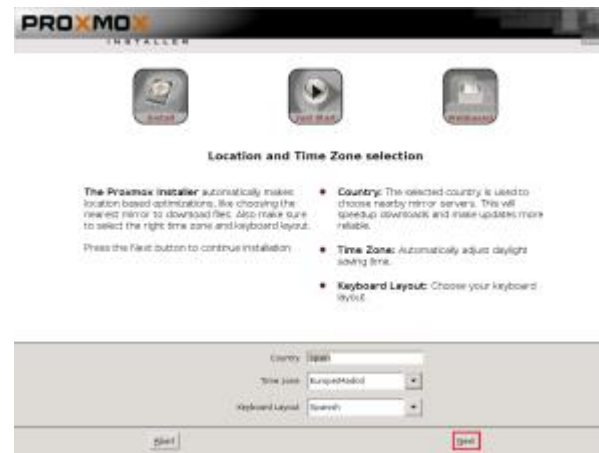 PROXMOX
INSTALLER
Install
Just Start
Location and Time Zone selection
The Proxmox Installer automatically makes
location based optimizations, like choosing the
nearest mirror to download files. Also make sure
to select the right time zone and keyboard layout.
Press the Next button to continue installation
Country: The selected country is used to
choose nearby mirror servers. This will
speedup downloads and make updates more
reliable.
Time Zone: Automatically adjust daylight
saving time.
Keyboard Layout: Choose your keyboard
layout.
Country Spain
Time zone Europe/Madrid
Keyboard Layout Spanish
Abort
Next